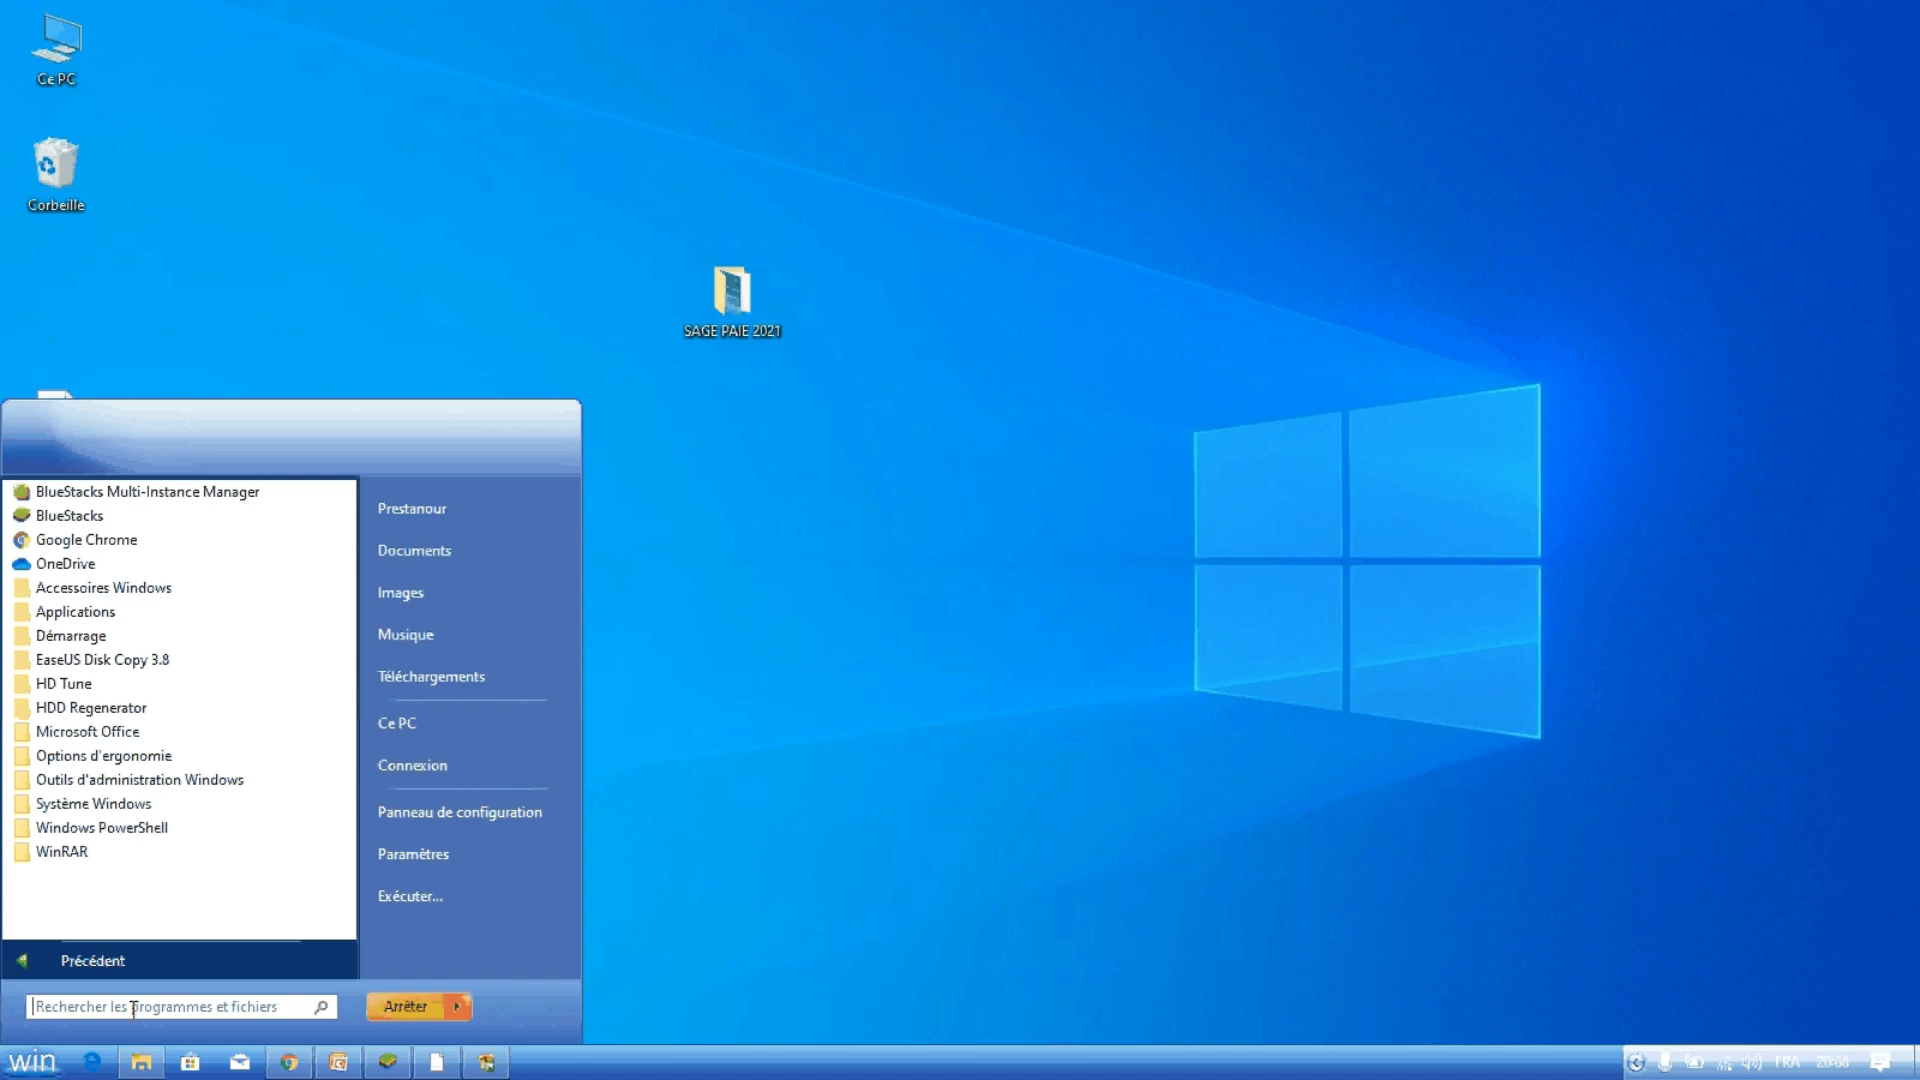 Ce PC
Corbeille
SAGE PAIE 2021
BlueStacks Multi-Instance Manager
BlueStacks
Google Chrome
OneDrive
Accessoires Windows
Applications
Démarrage
EaseUS Disk Copy 3.8
HD Tune
HDD Regenerator
Microsoft Office
Options d'ergonomie
Outils d'administration Windows
Système Windows
Windows PowerShell
WinRAR
Précédent
Rechercher les programmes et fichiers
Prestanour
Documents
Images
Musique
Téléchargements
Ce PC
Connexion
Panneau de configuration
Paramètres
Exécuter...
Arrêter
win
FRA